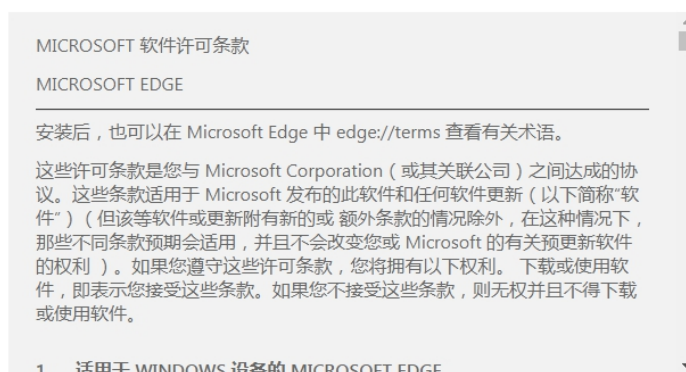 MICROSOFT 软件许可条款
MICROSOFT EDGE
安装后，也可以在 Microsoft Edge 中 edge://terms 查看有关术语。
这些许可条款是您与 Microsoft Corporation（或其关联公司）之间达成的协
议。这些条款适用于 Microsoft 发布的此软件和任何软件更新（以下简称“软
件”）（但该等软件或更新附有新的或 额外条款的情况除外，在这种情况下，
那些不同条款预期会适用，并且不会改变您或 Microsoft 的有关预更新软件
的权利 ）。如果您遵守这些许可条款，您将拥有以下权利。 下载或使用软
件，即表示您接受这些条款。如果您不接受这些条款，则无权并且不得下载
或使用软件。
1. 适用于 WINDOWS 设备的 MICROSOFT EDGE